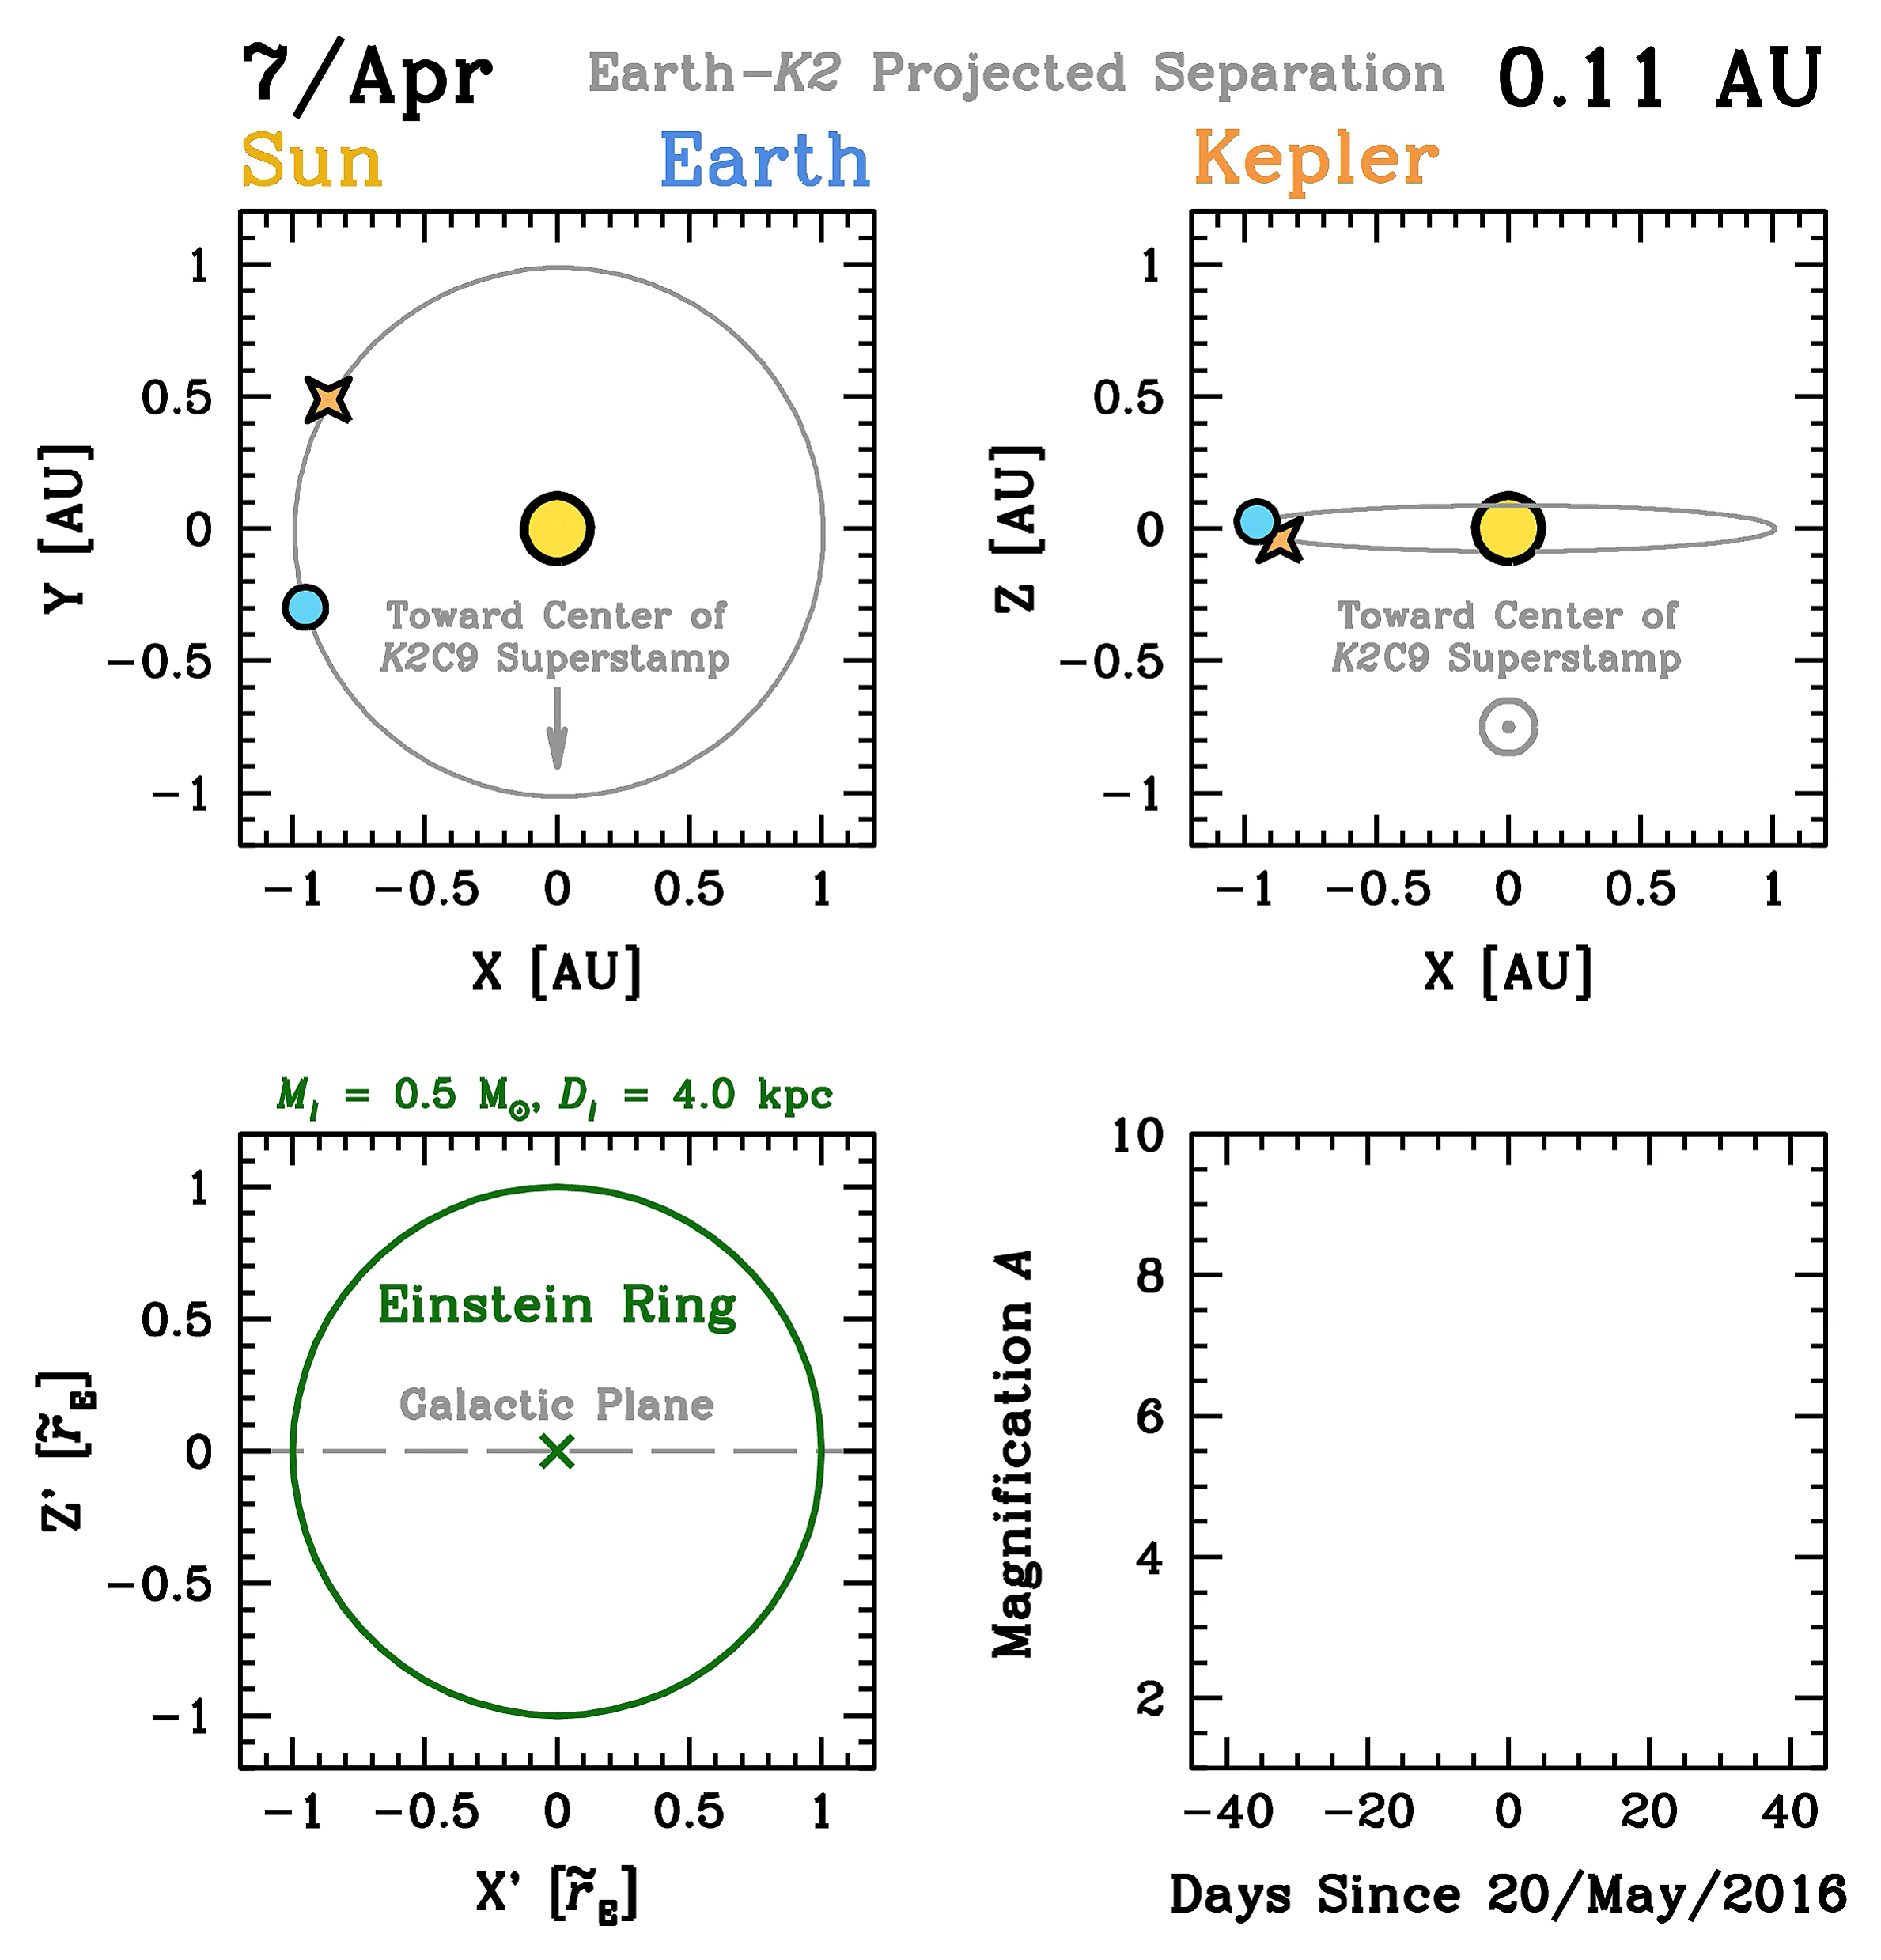 7/Apr Earth-K2 Projected Separation 0.11 AU
Sun Earth Kepler
1
0.5
0
-0.5
-1
Y [AU]
Toward Center of
K2C9 Superstamp
-1 -0.5 0 0.5 1
X [AU]
1
0.5
0
-0.5
-1
Z [AU]
Toward Center of
K2C9 Superstamp
-1 -0.5 0 0.5 1
X [AU]
M_l = 0.5 M_⊙, D_l = 4.0 kpc
1
0.5
0
-0.5
-1
Z' [r̃_E]
Einstein Ring
Galactic Plane
-1 -0.5 0 0.5 1
X' [r̃_E]
10
8
6
4
2
Magnification A
-40 -20 0 20 40
Days Since 20/May/2016